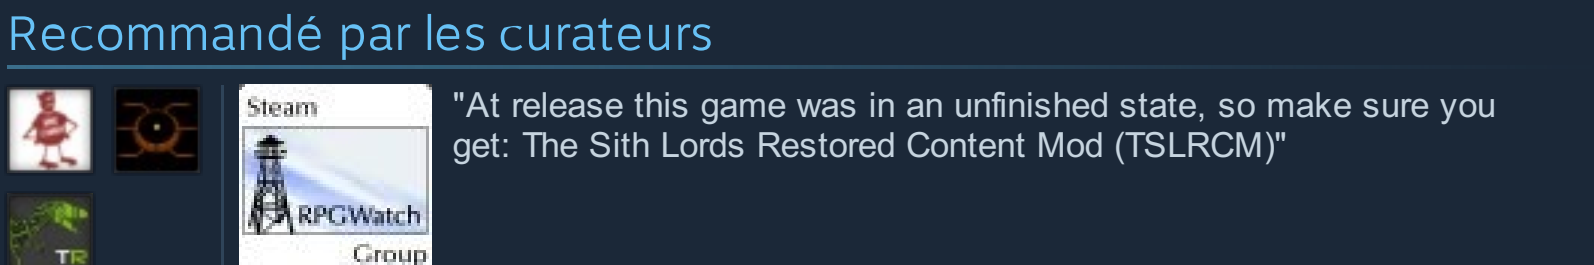 Recommandé par les curateurs
Steam
RPGWatch
Group
TR
"At release this game was in an unfinished state, so make sure you
get: The Sith Lords Restored Content Mod (TSLRCM)"